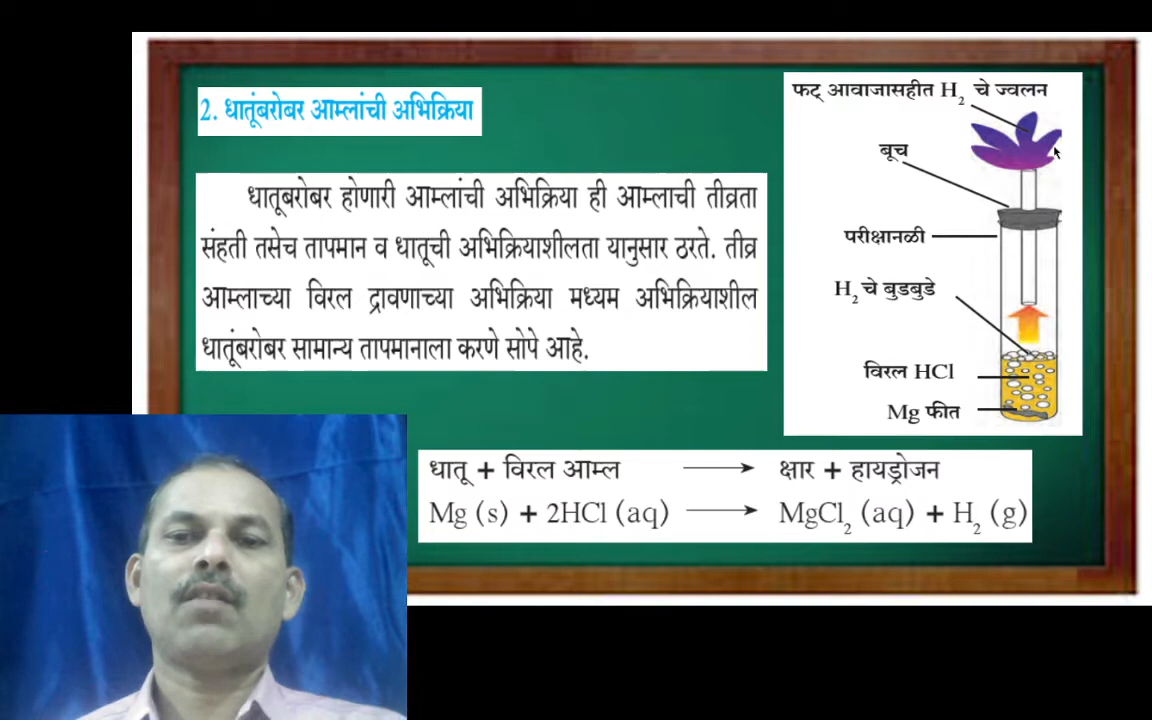 2. धातूंबरोबर आम्लांची अभिक्रिया
धातूबरोबर होणारी आम्लांची अभिक्रिया ही आम्लाची तीव्रता
संहती तसेच तापमान व धातूची अभिक्रियाशीलता यानुसार ठरते. तीव्र
आम्लाच्या विरल द्रावणाच्या अभिक्रिया मध्यम अभिक्रियाशील
धातूंबरोबर सामान्य तापमानाला करणे सोपे आहे.
फट् आवाजासहीत H₂ चे ज्वलन
बूच
परीक्षानळी
H₂ चे बुडबुडे
विरल HCl
Mg फीत
धातू + विरल आम्ल ⟶ क्षार + हायड्रोजन
Mg (s) + 2HCl (aq) ⟶ MgCl₂ (aq) + H₂ (g)